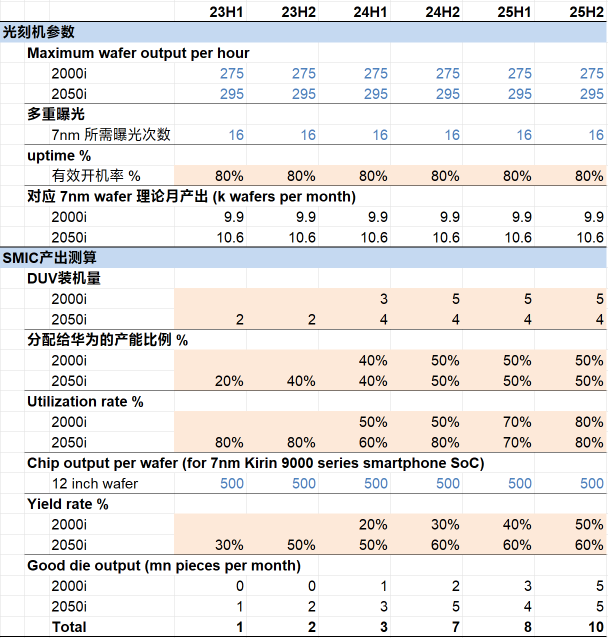 23H1 23H2 24H1 24H2 25H1 25H2
光刻机参数
Maximum wafer output per hour
2000i 275 275 275 275 275 275
2050i 295 295 295 295 295 295
多重曝光
7nm 所需曝光次数 16 16 16 16 16 16
uptime %
有效开机率 % 80% 80% 80% 80% 80% 80%
对应 7nm wafer 理论月产出 (k wafers per month)
2000i 9.9 9.9 9.9 9.9 9.9 9.9
2050i 10.6 10.6 10.6 10.6 10.6 10.6
SMIC产出测算
DUV装机量
2000i 3 5 5 5
2050i 2 2 4 4 4 4
分配给华为的产能比例 %
2000i 40% 50% 50% 50%
2050i 20% 40% 40% 50% 50% 50%
Utilization rate %
2000i 50% 50% 70% 80%
2050i 80% 80% 60% 80% 70% 80%
Chip output per wafer (for 7nm Kirin 9000 series smartphone SoC)
12 inch wafer 500 500 500 500 500 500
Yield rate %
2000i 20% 30% 40% 50%
2050i 30% 50% 50% 60% 60% 60%
Good die output (mn pieces per month)
2000i 0 0 1 2 3 5
2050i 1 2 3 5 4 5
Total 1 2 3 7 8 10